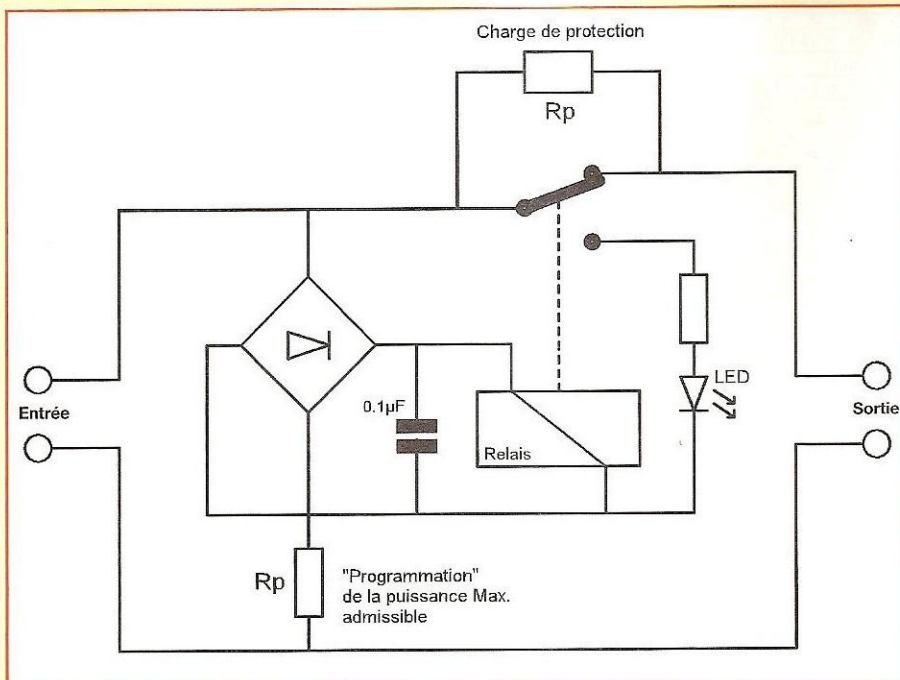 Charge de protection
Rp
Entrée
0.1µF
Relais
LED
Sortie
Rp
"Programmation"
de la puissance Max.
admissible